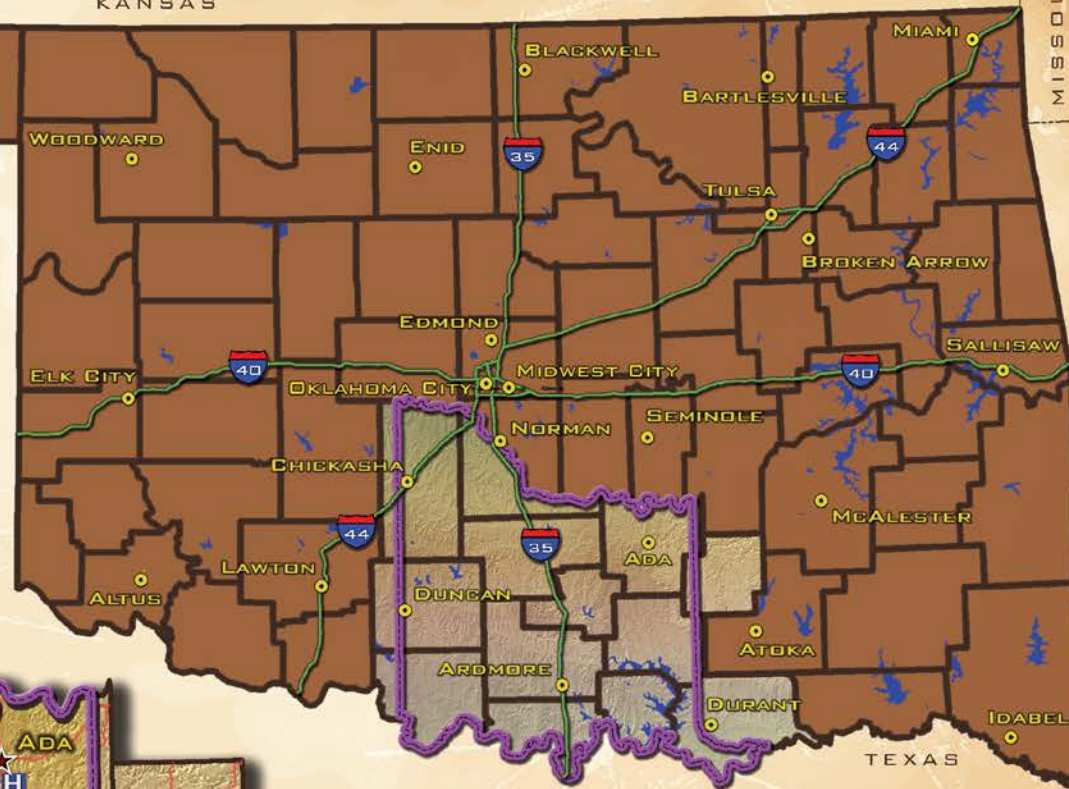 KANSAS
MISSOU
MIAMI
BLACKWELL
BARTLESVILLE
WOODWARD
ENID
35
44
TULSA
BROKEN ARROW
EDMOND
SALLISAW
40
40
ELK CITY
OKLAHOMA CITY
MIDWEST CITY
SEMINOLE
NORMAN
CHICKASHA
MCALESTER
44
35
ADA
LAWTON
ALTUS
DUNCAN
ATOKA
ARDMORE
DURANT
IDABEL
TEXAS
ADA
H